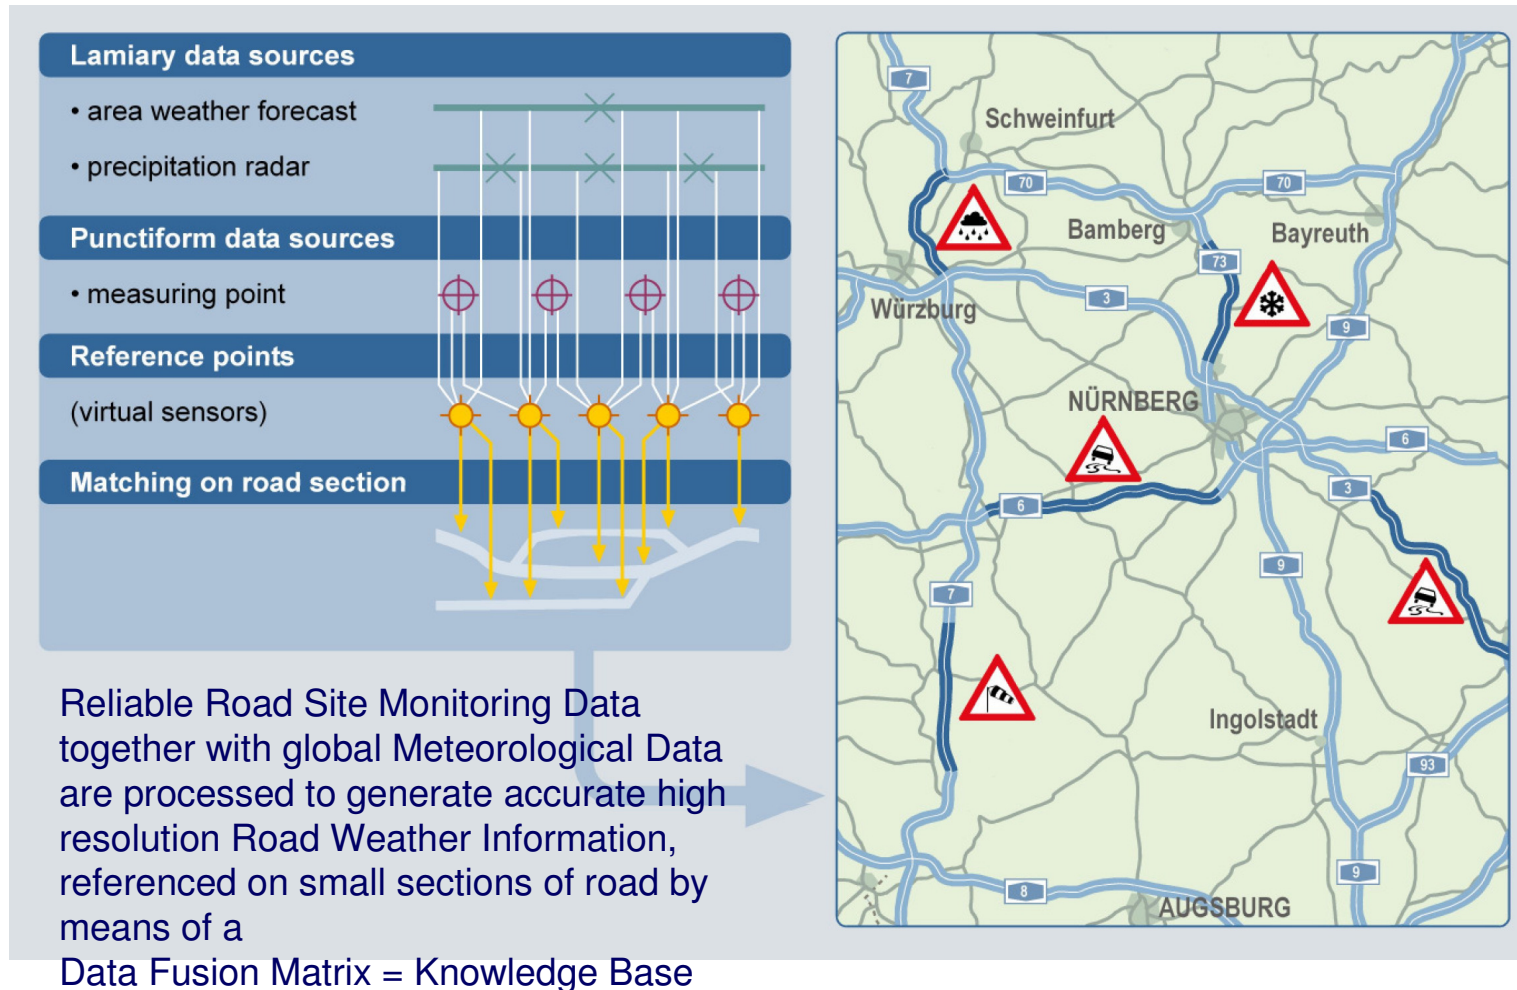 Lamiary data sources
• area weather forecast
• precipitation radar
Punctiform data sources
• measuring point
Reference points
(virtual sensors)
Matching on road section
Reliable Road Site Monitoring Data
together with global Meteorological Data
are processed to generate accurate high
resolution Road Weather Information,
referenced on small sections of road by
means of a
Data Fusion Matrix = Knowledge Base
7
Schweinfurt
70
70
Bamberg
Bayreuth
73
3
Würzburg
9
NÜRNBERG
6
3
6
9
7
Ingolstadt
93
9
8
AUGSBURG